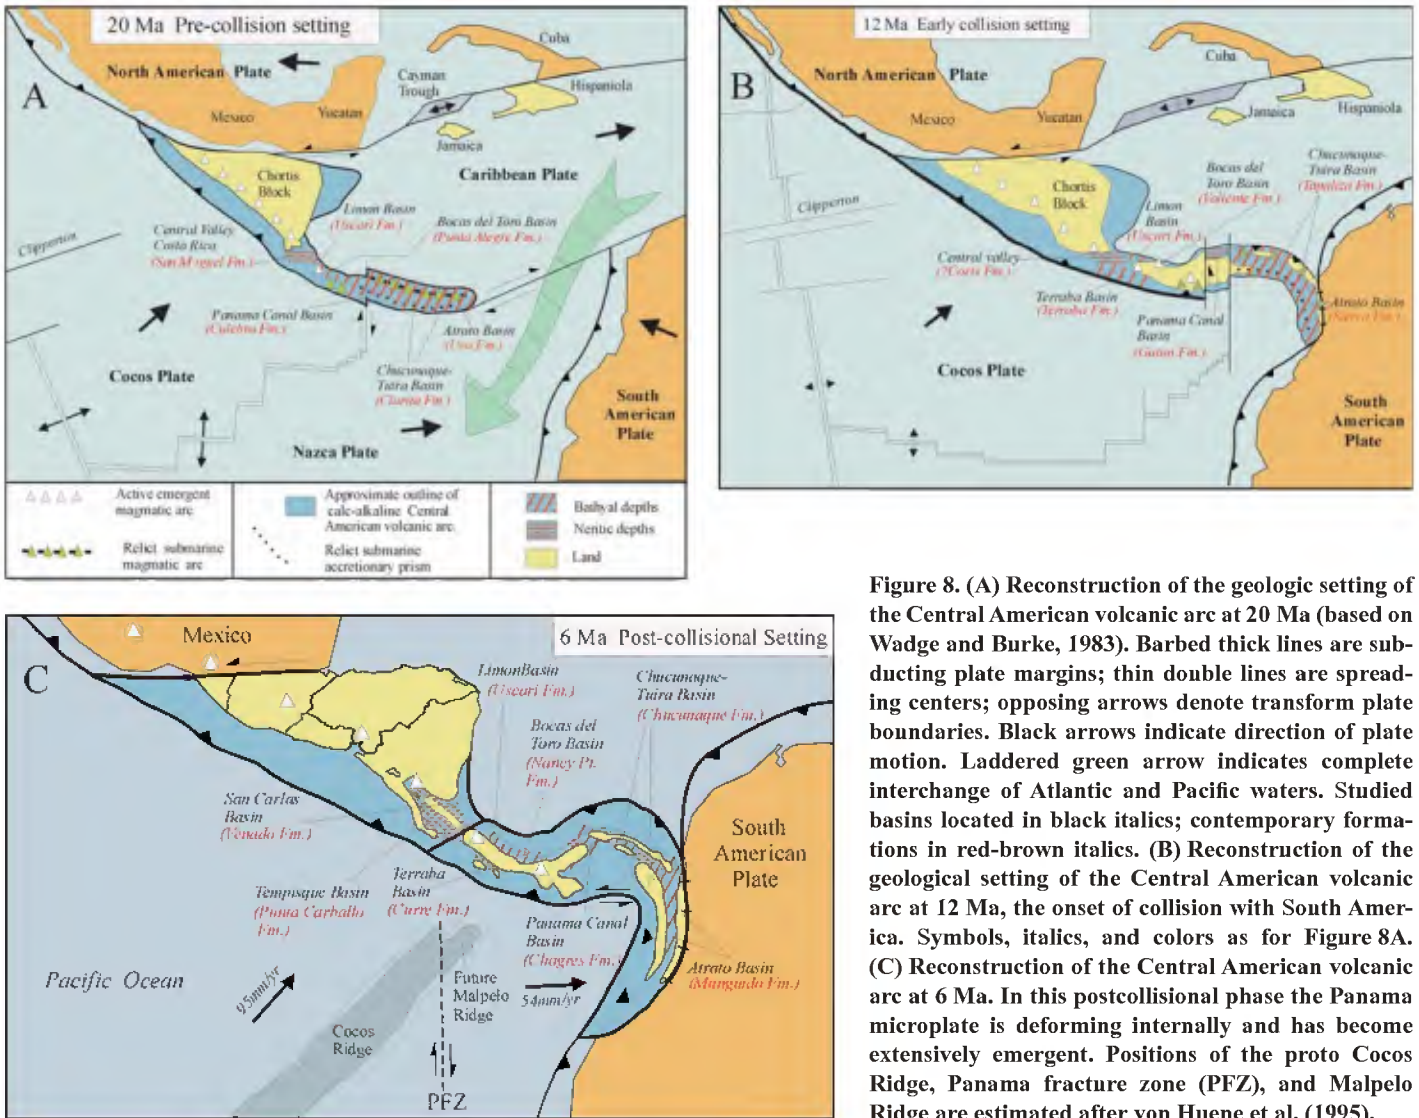 20 Ma Pre-collision setting
A
North American Plate
Mexico
Yucatan
Cuba
Cayman
Trough
Hispaniola
Jamaica
Caribbean Plate
Chortis
Block
Limon Basin
(Uscari Fm.)
Bocas del Toro Basin
(Punta Alegre Fm.)
Central Valley
Costa Rica
(San Miguel Fm.)
Clipperton
Panama Canal Basin
(Culebra Fm.)
Atrato Basin
(Uva Fm.)
Chucunaque-
Tuira Basin
(Clarita Fm.)
Cocos Plate
Nazca Plate
South
American
Plate
Active emergent
magmatic arc
Relict submarine
magmatic arc
Approximate outline of
calc-alkaline Central
American volcanic arc
Relict submarine
accretionary prism
Bathyal depths
Neritic depths
Land
12 Ma Early collision setting
B
North American Plate
Mexico
Yucatan
Cuba
Jamaica
Hispaniola
Chortis
Block
Clipperton
Limon
Basin
(Uscari Fm.)
Bocas del
Toro Basin
(Valiente Fm.)
Chucunaque-
Tuira Basin
(Tapaliza Fm.)
Central valley
(?Coris Fm.)
Terraba Basin
(Terraba Fm.)
Panama Canal
Basin
(Gatun Fm.)
Atrato Basin
(Sierra Fm.)
Cocos Plate
South
American
Plate
6 Ma Post-collisional Setting
C
Mexico
LimonBasin
(Uscari Fm.)
Chucunaque-
Tuira Basin
(Chucunaque Fm.)
Bocas del
Toro Basin
(Nancy Pt.
Fm.)
San Carlas
Basin
(Venado Fm.)
Tempisque Basin
(Punta Carballo
Fm.)
Terraba
Basin
(Curre Fm.)
Panama Canal
Basin
(Chagres Fm.)
Atrato Basin
(Munguido Fm.)
South
American
Plate
Pacific Ocean
95mm/yr
54mm/yr
Future
Malpelo
Ridge
Cocos
Ridge
PFZ
Figure 8. (A) Reconstruction of the geologic setting of
the Central American volcanic arc at 20 Ma (based on
Wadge and Burke, 1983). Barbed thick lines are sub-
ducting plate margins; thin double lines are spread-
ing centers; opposing arrows denote transform plate
boundaries. Black arrows indicate direction of plate
motion. Laddered green arrow indicates complete
interchange of Atlantic and Pacific waters. Studied
basins located in black italics; contemporary forma-
tions in red-brown italics. (B) Reconstruction of the
geological setting of the Central American volcanic
arc at 12 Ma, the onset of collision with South Amer-
ica. Symbols, italics, and colors as for Figure 8A.
(C) Reconstruction of the Central American volcanic
arc at 6 Ma. In this postcollisional phase the Panama
microplate is deforming internally and has become
extensively emergent. Positions of the proto Cocos
Ridge, Panama fracture zone (PFZ), and Malpelo
Ridge are estimated after von Huene et al. (1995).